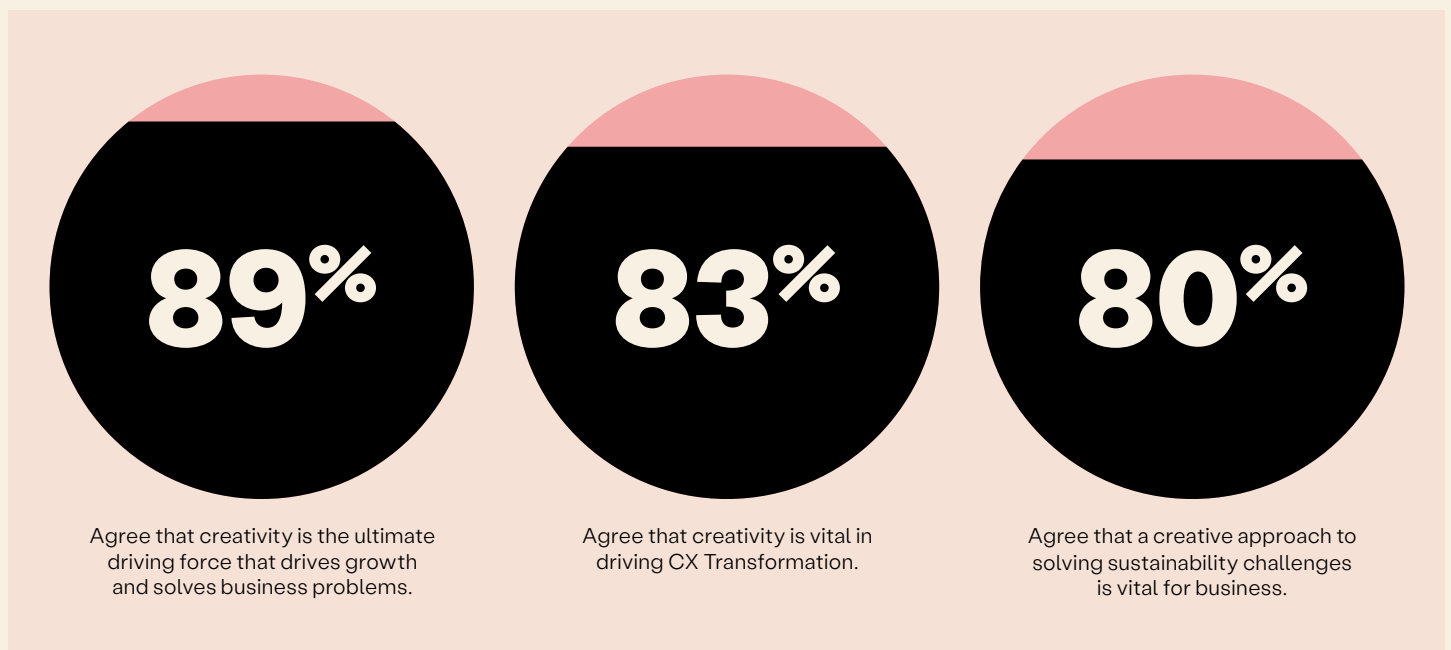 89%
83%
80%
Agree that creativity is the ultimate
driving force that drives growth
and solves business problems.
Agree that creativity is vital in
driving CX Transformation.
Agree that a creative approach to
solving sustainability challenges
is vital for business.